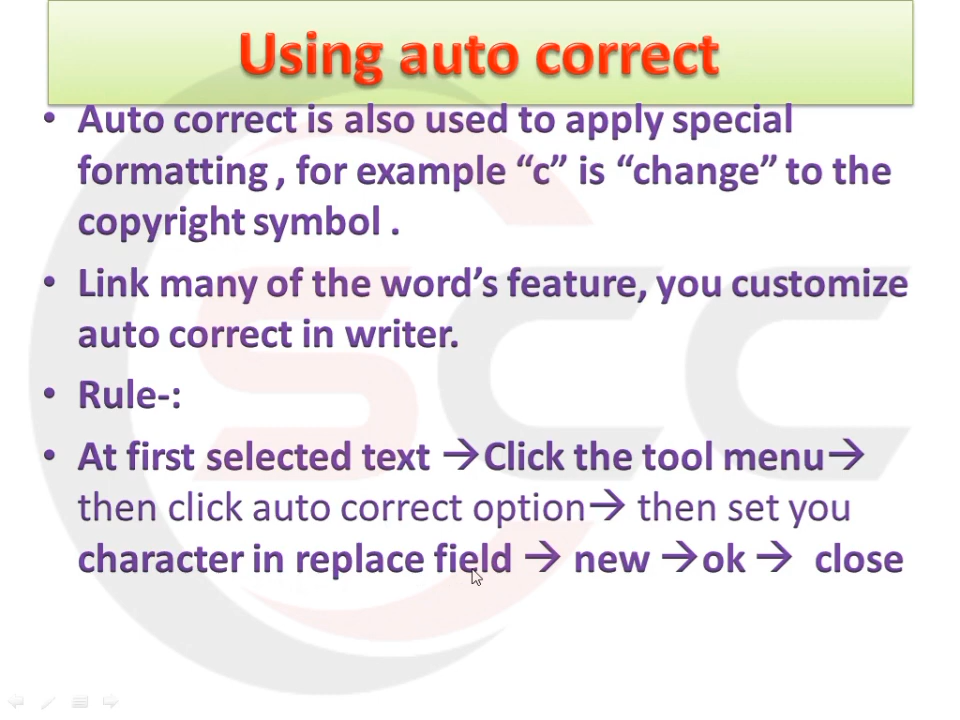 Using auto correct
• Auto correct is also used to apply special
formatting , for example “c” is “change” to the
copyright symbol .
• Link many of the word’s feature, you customize
auto correct in writer.
• Rule-:
• At first selected text →Click the tool menu→
then click auto correct option→ then set you
character in replace field → new →ok → close
SCC